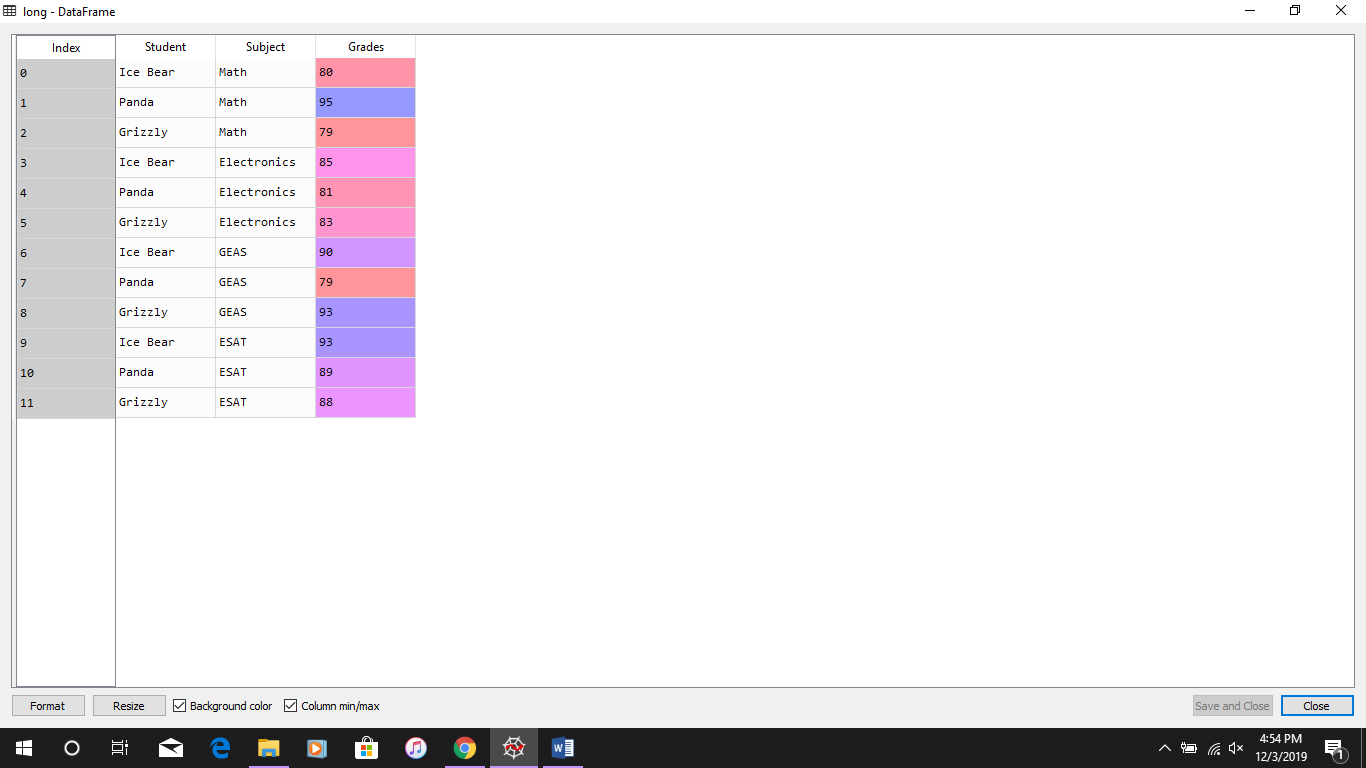 long - DataFrame
Index Student Subject Grades
0 Ice Bear Math 80
1 Panda Math 95
2 Grizzly Math 79
3 Ice Bear Electronics 85
4 Panda Electronics 81
5 Grizzly Electronics 83
6 Ice Bear GEAS 90
7 Panda GEAS 79
8 Grizzly GEAS 93
9 Ice Bear ESAT 93
10 Panda ESAT 89
11 Grizzly ESAT 88
Format Resize Background color Column min/max Save and Close Close
4:54 PM
12/3/2019
1